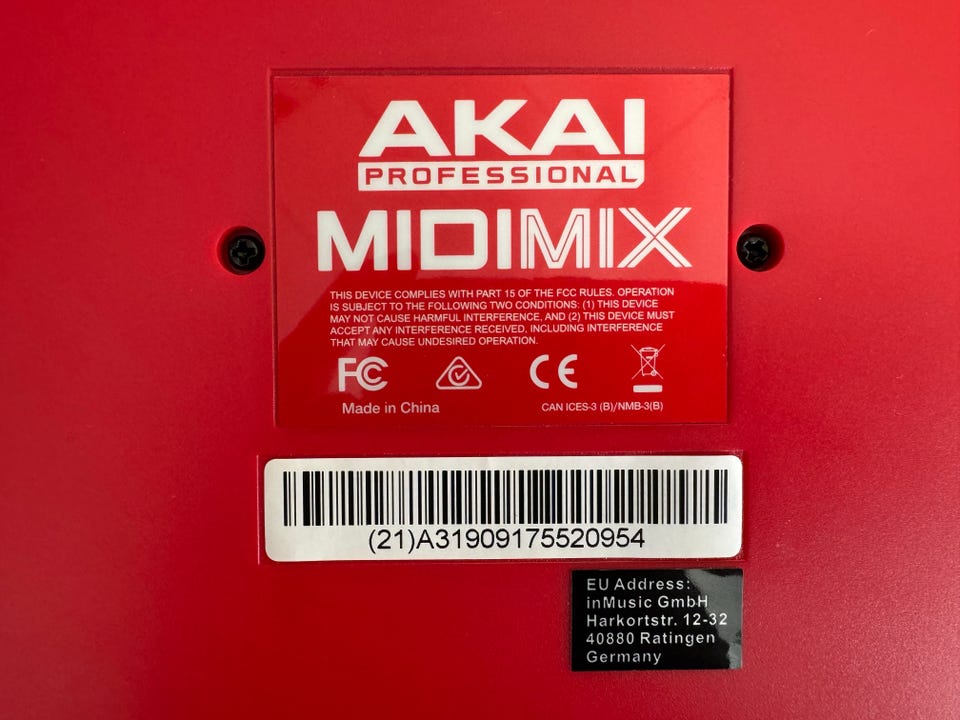 AKAI
PROFESSIONAL
MIDIMIX
THIS DEVICE COMPLIES WITH PART 15 OF THE FCC RULES. OPERATION
IS SUBJECT TO THE FOLLOWING TWO CONDITIONS: (1) THIS DEVICE
MAY NOT CAUSE HARMFUL INTERFERENCE, AND (2) THIS DEVICE MUST
ACCEPT ANY INTERFERENCE RECEIVED, INCLUDING INTERFERENCE
THAT MAY CAUSE UNDESIRED OPERATION.
FC CE
Made in China CAN ICES-3 (B)/NMB-3(B)
(21)A31909175520954
EU Address:
inMusic GmbH
Harkortstr. 12-32
40880 Ratingen
Germany